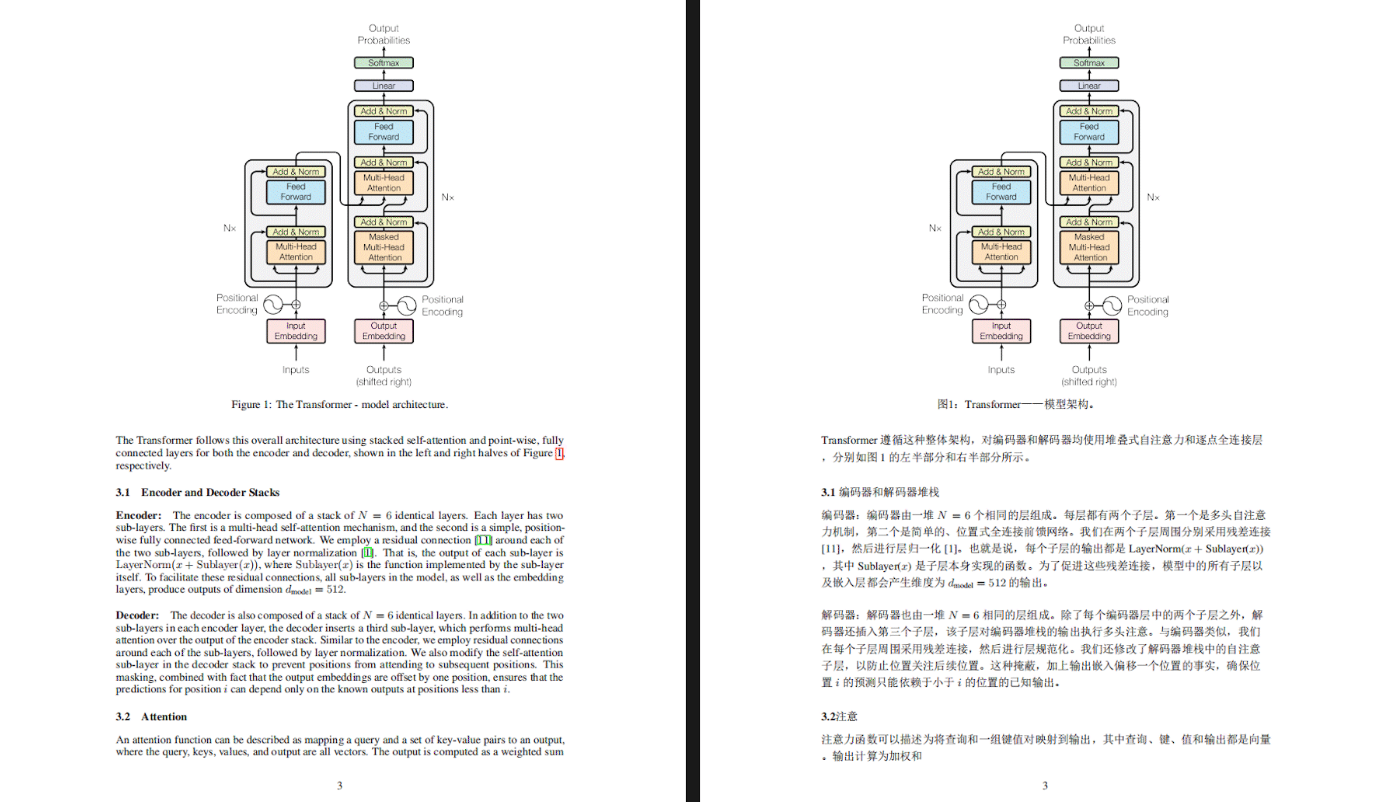 Output
Probabilities
Softmax
Linear
Add & Norm
Feed
Forward
Add & Norm
Multi-Head
Attention
Add & Norm
Masked
Multi-Head
Attention
Nx
Add & Norm
Feed
Forward
Add & Norm
Multi-Head
Attention
Nx
Positional
Encoding
Positional
Encoding
Input
Embedding
Output
Embedding
Inputs
Outputs
(shifted right)
Figure 1: The Transformer - model architecture.
The Transformer follows this overall architecture using stacked self-attention and point-wise, fully
connected layers for both the encoder and decoder, shown in the left and right halves of Figure 1,
respectively.
3.1 Encoder and Decoder Stacks
Encoder: The encoder is composed of a stack of N = 6 identical layers. Each layer has two
sub-layers. The first is a multi-head self-attention mechanism, and the second is a simple, position-
wise fully connected feed-forward network. We employ a residual connection [11] around each of
the two sub-layers, followed by layer normalization [1]. That is, the output of each sub-layer is
LayerNorm(x + Sublayer(x)), where Sublayer(x) is the function implemented by the sub-layer
itself. To facilitate these residual connections, all sub-layers in the model, as well as the embedding
layers, produce outputs of dimension dmodel = 512.
Decoder: The decoder is also composed of a stack of N = 6 identical layers. In addition to the two
sub-layers in each encoder layer, the decoder inserts a third sub-layer, which performs multi-head
attention over the output of the encoder stack. Similar to the encoder, we employ residual connections
around each of the sub-layers, followed by layer normalization. We also modify the self-attention
sub-layer in the decoder stack to prevent positions from attending to subsequent positions. This
masking, combined with fact that the output embeddings are offset by one position, ensures that the
predictions for position i can depend only on the known outputs at positions less than i.
3.2 Attention
An attention function can be described as mapping a query and a set of key-value pairs to an output,
where the query, keys, values, and output are all vectors. The output is computed as a weighted sum
3
Output
Probabilities
Softmax
Linear
Add & Norm
Feed
Forward
Add & Norm
Multi-Head
Attention
Add & Norm
Masked
Multi-Head
Attention
Nx
Add & Norm
Feed
Forward
Add & Norm
Multi-Head
Attention
Nx
Positional
Encoding
Positional
Encoding
Input
Embedding
Output
Embedding
Inputs
Outputs
(shifted right)
图1：Transformer——模型架构。
Transformer 遵循这种整体架构，对编码器和解码器均使用堆叠式自注意力和逐点全连接层
，分别如图 1 的左半部分和右半部分所示。
3.1 编码器和解码器堆栈
编码器：编码器由一堆 N = 6 个相同的层组成。每层都有两个子层。第一个是多头自注意
力机制，第二个是简单的、位置式全连接前馈网络。我们在两个子层周围分别采用残差连接
[11]，然后进行层归一化 [1]。也就是说，每个子层的输出都是 LayerNorm(x + Sublayer(x))
，其中 Sublayer(x) 是子层本身实现的函数。为了促进这些残差连接，模型中的所有子层以
及嵌入层都会产生维度为 dmodel = 512 的输出。
解码器：解码器也由一堆 N = 6 相同的层组成。除了每个编码器层中的两个子层之外，解
码器还插入第三个子层，该子层对编码器堆栈的输出执行多头注意。与编码器类似，我们
在每个子层周围采用残差连接，然后进行层规范化。我们还修改了解码器堆栈中的自注意
子层，以防止位置关注后续位置。这种掩蔽，加上输出嵌入偏移一个位置的事实，确保位
置 i 的预测只能依赖于小于 i 的位置的已知输出。
3.2注意
注意力函数可以描述为将查询和一组键值对映射到输出，其中查询、键、值和输出都是向量
。输出计算为加权和
3